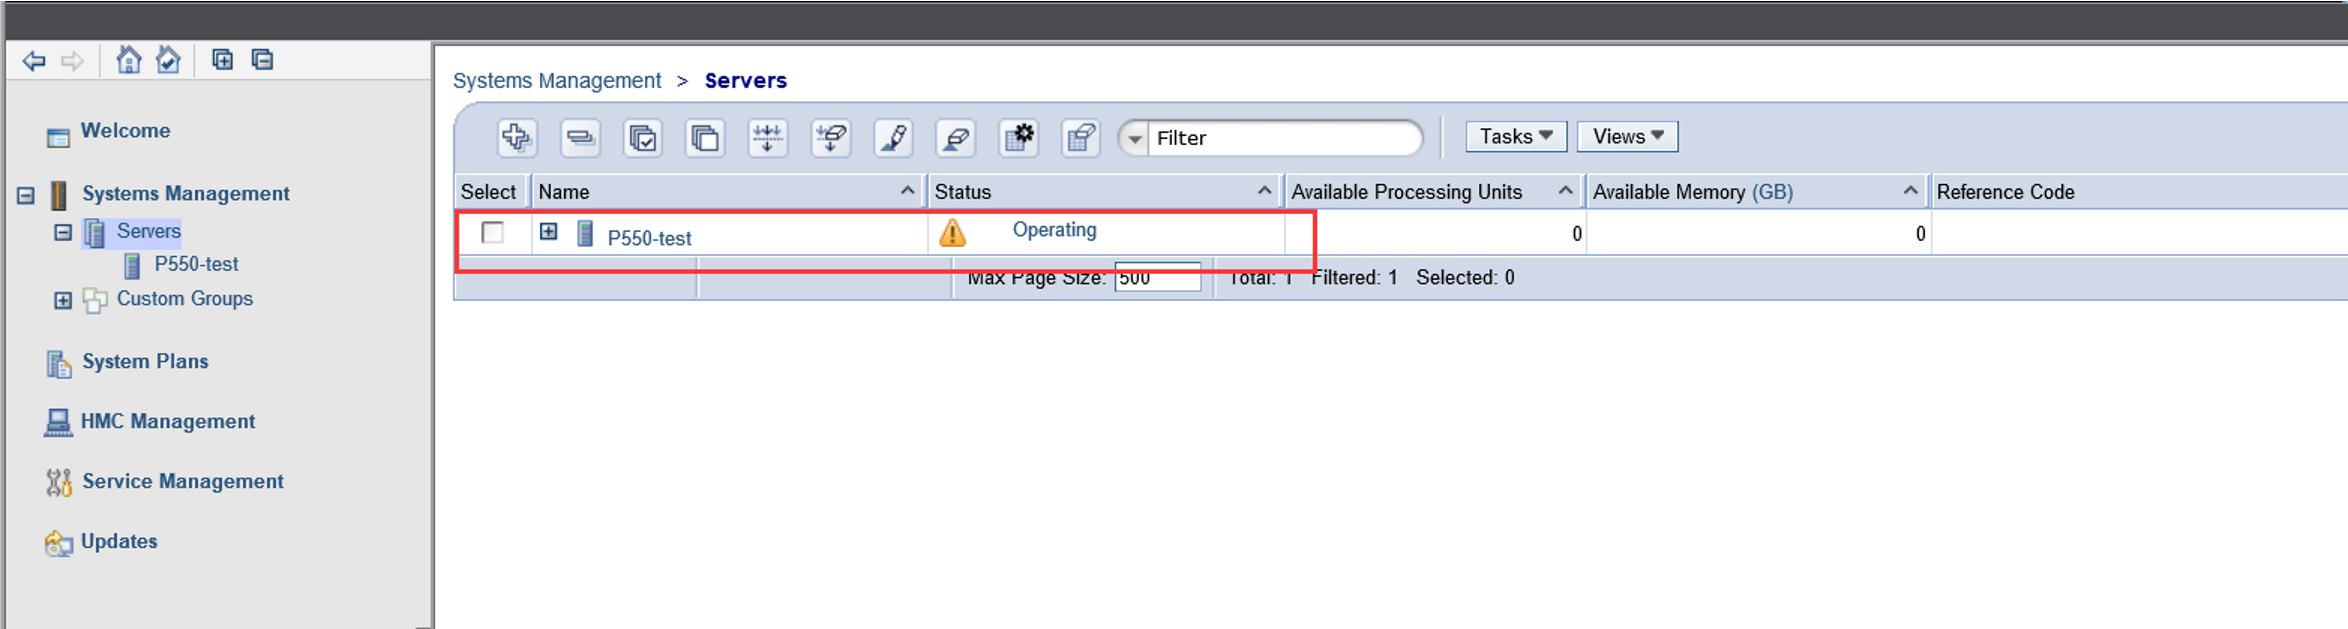 Systems Management > Servers
Welcome
Filter
Tasks
Views
Systems Management
Select
Name
Status
Available Processing Units
Available Memory (GB)
Reference Code
Servers
P550-test
Operating
0
0
P550-test
Max Page Size: 500
Total: 1
Filtered: 1
Selected: 0
Custom Groups
System Plans
HMC Management
Service Management
Updates